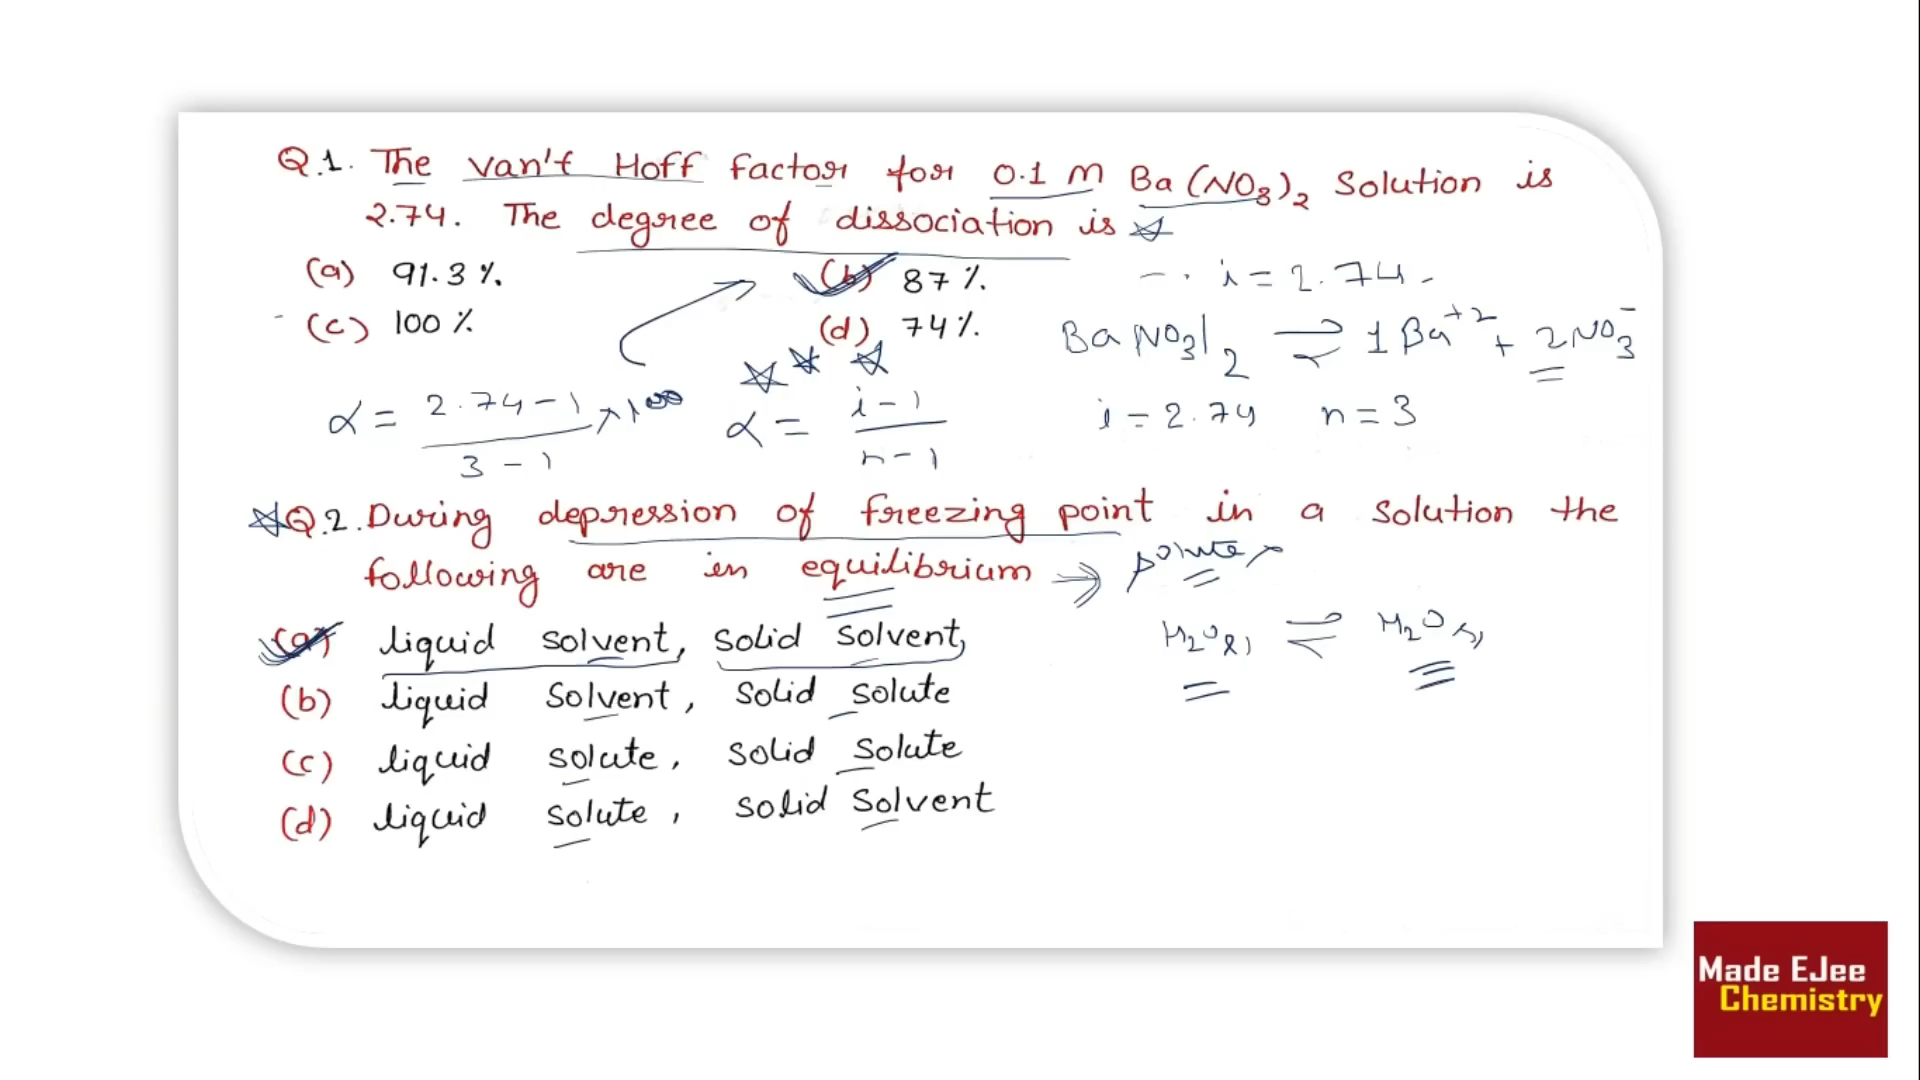 Q.1. The van't Hoff factor for 0.1 M Ba(NO3)2 Solution is
2.74. The degree of dissociation is
(a) 91.3%. (b) 87%.
(c) 100% (d) 74%.
i = 2.74
BaNO3)2 ⇌ 1Ba+2 + 2NO3-
α = 2.74-1/3-1 × 100
α = i-1/n-1
i = 2.74 n = 3
Q.2. During depression of freezing point in a solution the
following are in equilibrium → solute ×
(a) liquid solvent, solid solvent,
H2O(l) ⇌ H2O(s)
(b) liquid solvent, solid solute
(c) liquid solute, solid solute
(d) liquid solute, solid solvent
Made EJee
Chemistry